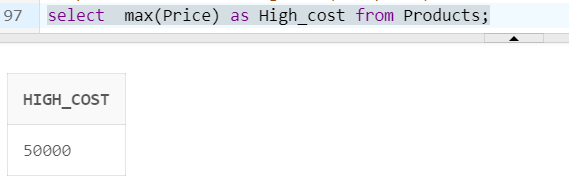 97 select  max(Price) as High_cost from Products;
HIGH_COST
50000